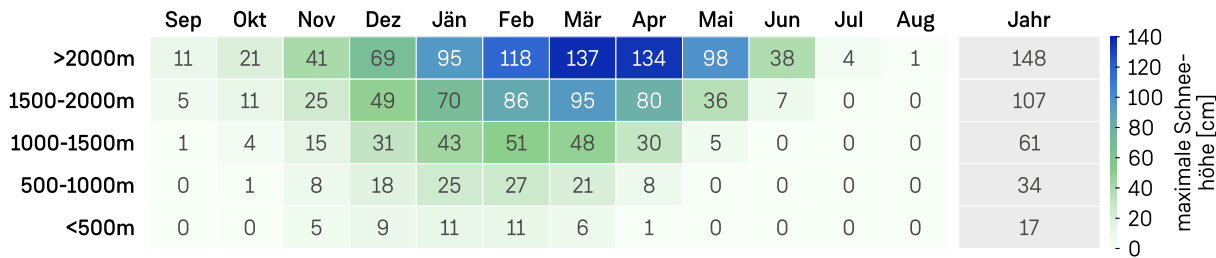 Sep Okt Nov Dez Jän Feb Mär Apr Mai Jun Jul Aug Jahr
>2000m 11 21 41 69 95 118 137 134 98 38 4 1 148
1500-2000m 5 11 25 49 70 86 95 80 36 7 0 0 107
1000-1500m 1 4 15 31 43 51 48 30 5 0 0 0 61
500-1000m 0 1 8 18 25 27 21 8 0 0 0 0 34
<500m 0 0 5 9 11 11 6 1 0 0 0 0 17
140
120
100
80
60
40
20
0
maximale Schnee-
höhe [cm]